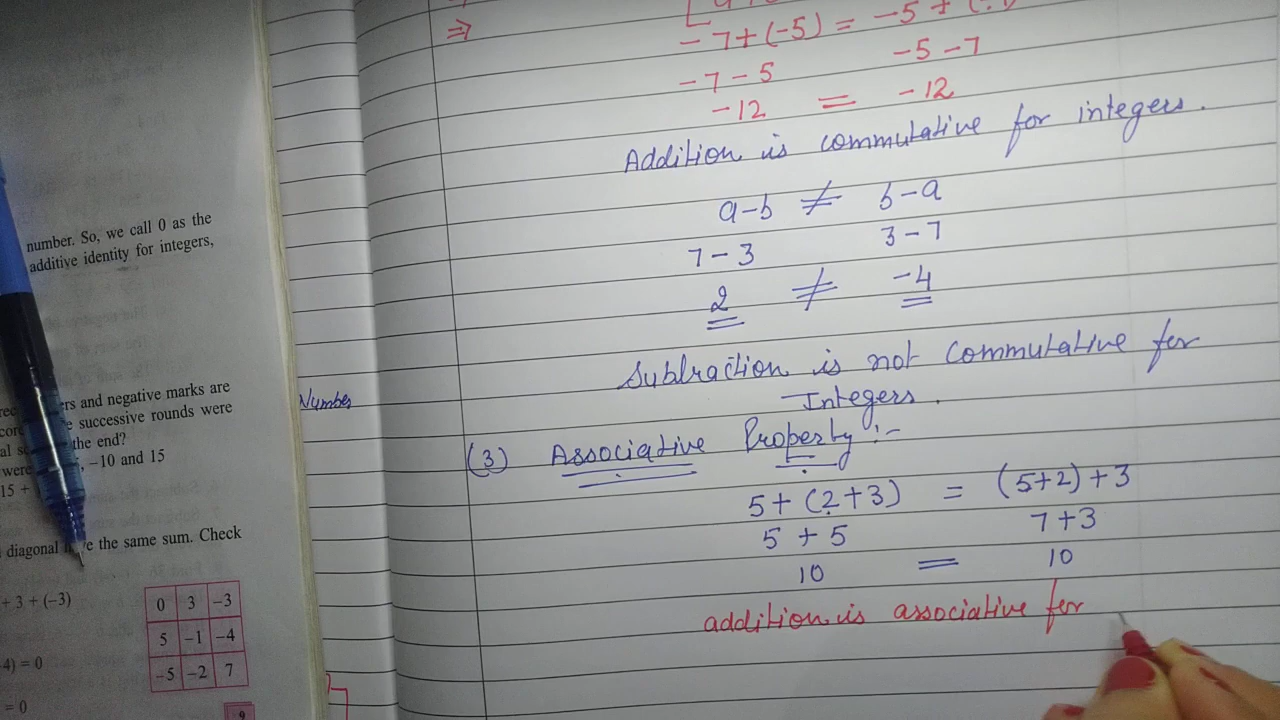 number. So, we call 0 as the
additive identity for integers,
rs and negative marks are
successive rounds were
the end?
were -10 and 15
15 +
diagonal the same sum. Check
+ 3 + (-3)
0 3 -3
5 -1 -4
-5 -2 7
4) = 0
= 0
9
Number
⇒
-7+(-5) = -5 +
-7-5 -5-7
-12 = -12
Addition is commutative for integers.
a-b ≠ b-a
7-3 3-7
2 ≠ -4
Subtraction is not commutative for
Integers.
(3) Associative Property :-
5+(2+3) = (5+2)+3
5+5 7+3
10 = 10
addition is associative for